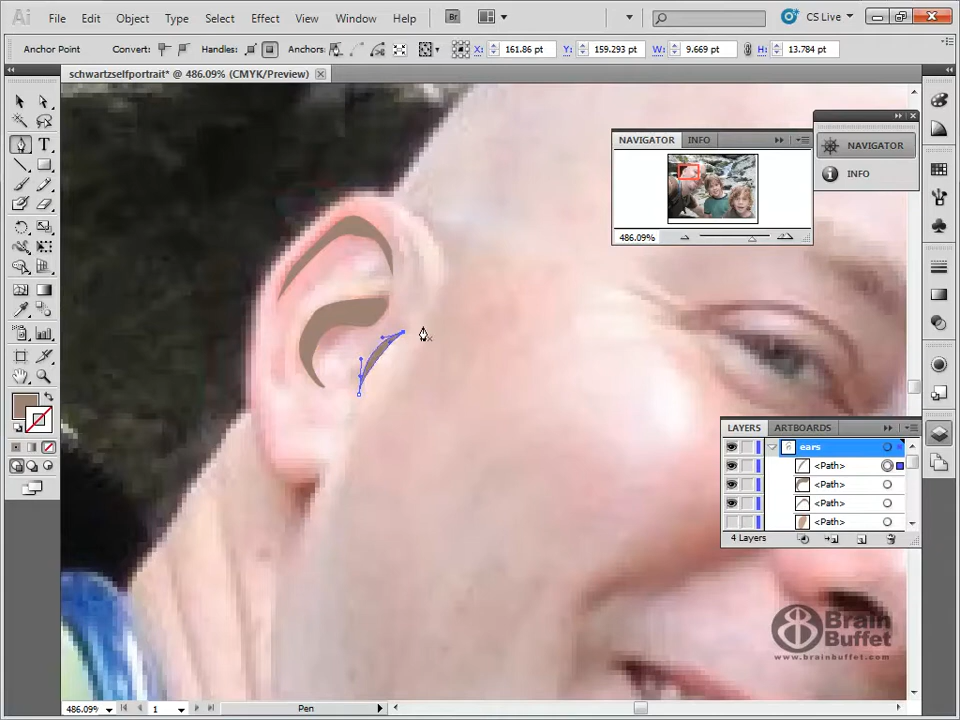 Ai File Edit Object Type Select Effect View Window Help Br CS Live
Anchor Point Convert: Handles: Anchors: X: 161.86 pt Y: 159.293 pt W: 9.669 pt H: 13.784 pt
schwartzselfportrait* @ 486.09% (CMYK/Preview)
NAVIGATOR INFO
486.09%
NAVIGATOR
INFO
LAYERS ARTBOARDS
ears
<Path>
<Path>
<Path>
<Path>
4 Layers
Brain
Buffet
www.brainbuffet.com
486.09% 1 Pen